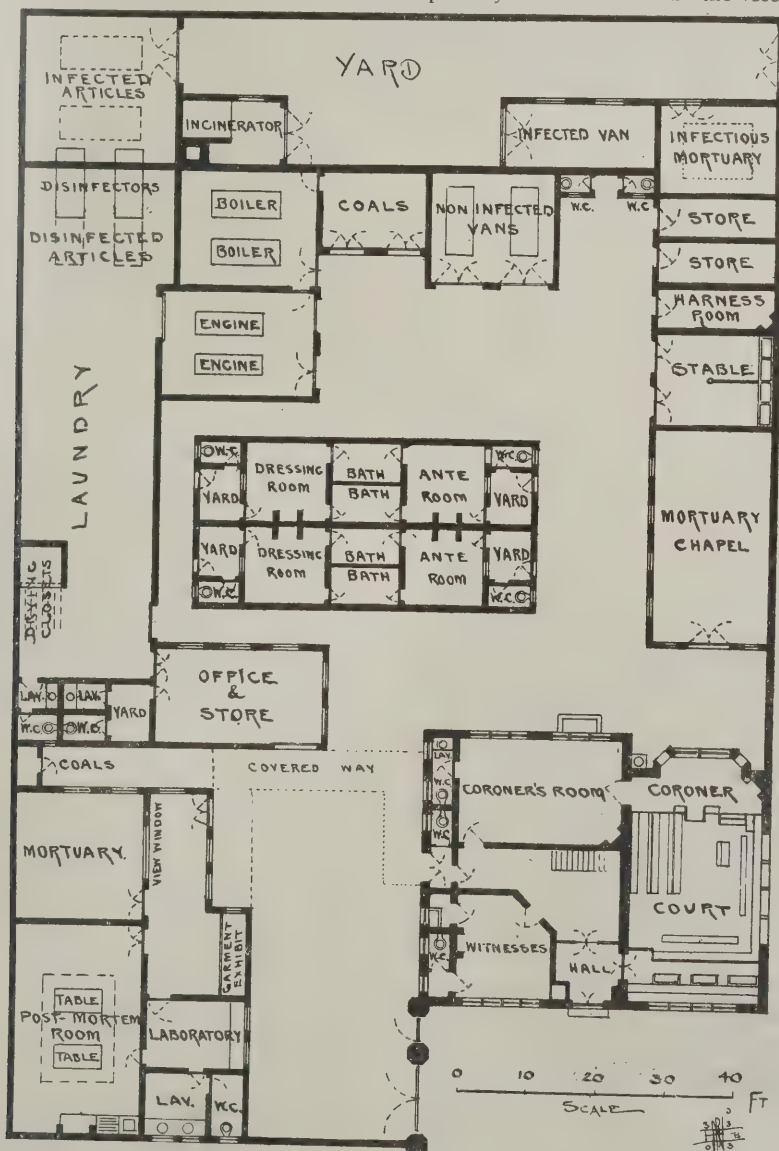 YARD
INFECTED
ARTICLES
INCINERATOR
INFECTED VAN
INFECTIOUS
MORTUARY
DISINFECTORS
DISINFECTED
ARTICLES
BOILER
BOILER
COALS
NON INFECTED
VANS
W.C.
W.C.
STORE
STORE
HARNESS
ROOM
ENGINE
ENGINE
STABLE
LAUNDRY
W.C.
DRESSING
ROOM
BATH
BATH
ANTE
ROOM
W.C.
YARD
YARD
YARD
DRESSING
ROOM
BATH
BATH
ANTE
ROOM
YARD
W.C.
W.C.
MORTUARY
CHAPEL
DRYING
CLOSETS
OFFICE
&
STORE
LAV.
LAV.
W.C.
W.C.
YARD
COALS
COVERED WAY
LAV.
W.C.
W.C.
CORONER'S ROOM
CORONER
MORTUARY.
VIEW WINDOW
COURT
GARMENT
EXHIBIT
W.C.
WITNESSES
HALL
TABLE
POST-MORTEM
ROOM
TABLE
LABORATORY
LAV.
W.C.
0 10 20 30 40
FT
SCALE